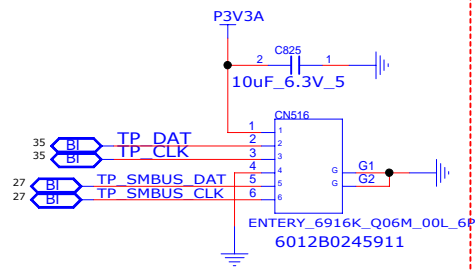 P3V3A
C825
2 1
10uF_6.3V_5
CN516
1 1
35 BI TP_DAT 2 2
35 BI TP_CLK 3 3 G G1
4 4 G G2
27 BI TP_SMBUS_DAT 5 5
27 BI TP_SMBUS_CLK 6 6
ENTERY_6916K_Q06M_00L_6P
6012B0245911